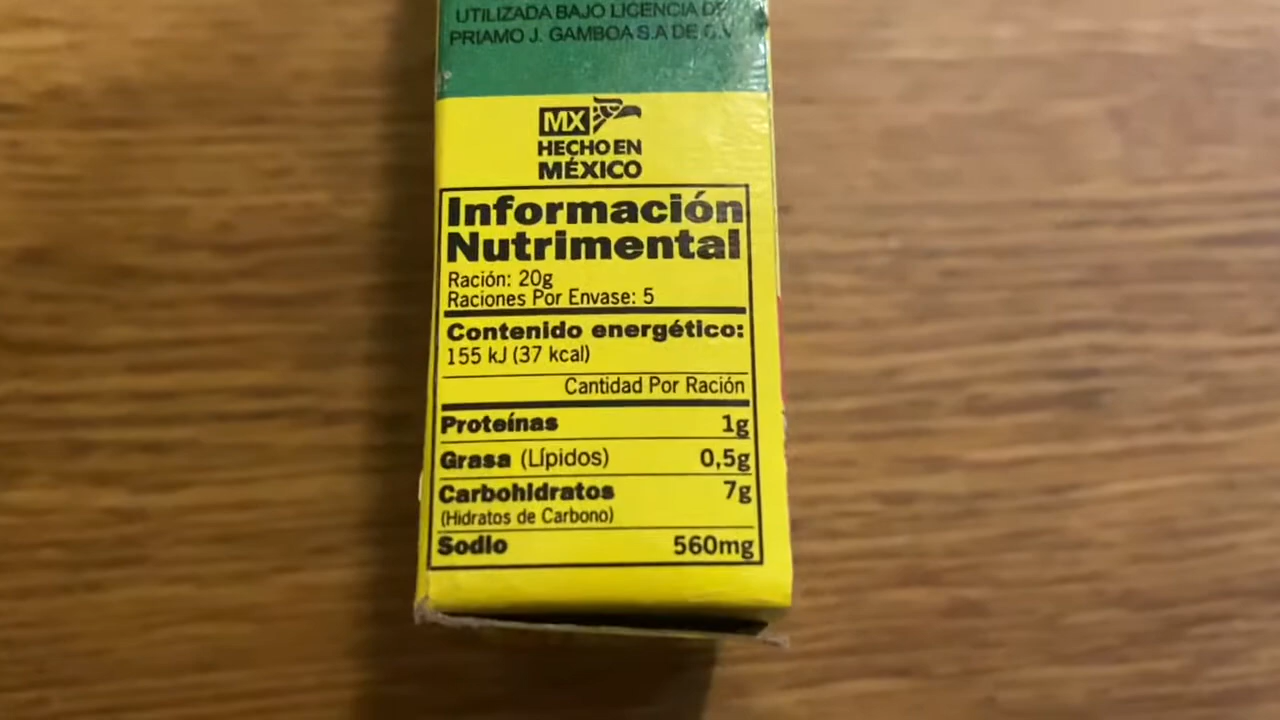 UTILIZADA BAJO LICENCIA DE
PRIAMO J. GAMBOA S.A DE C.V
MX
HECHO EN
MÉXICO
Información
Nutrimental
Ración: 20g
Raciones Por Envase: 5
Contenido energético:
155 kJ (37 kcal)
Cantidad Por Ración
Proteínas 1g
Grasa (Lípidos) 0,5g
Carbohidratos 7g
(Hidratos de Carbono)
Sodio 560mg